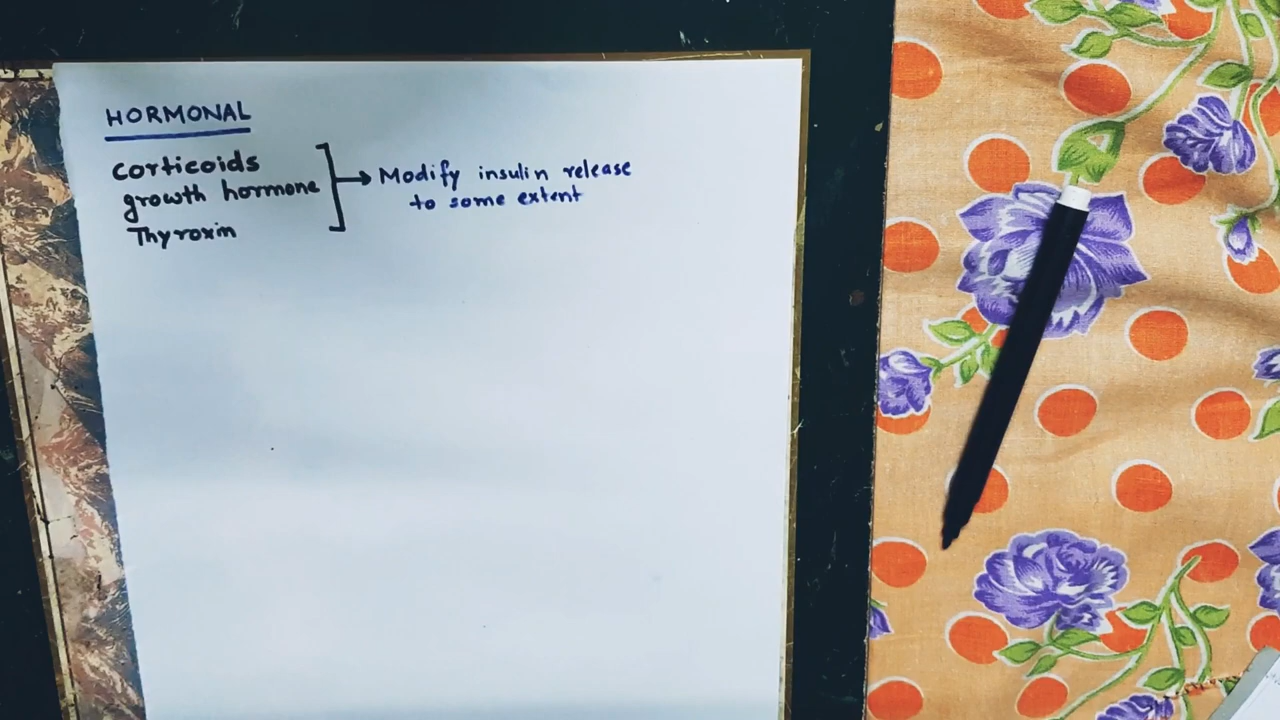 HORMONAL
Corticoids
growth hormone
Thyroxin
Modify insulin release
to some extent